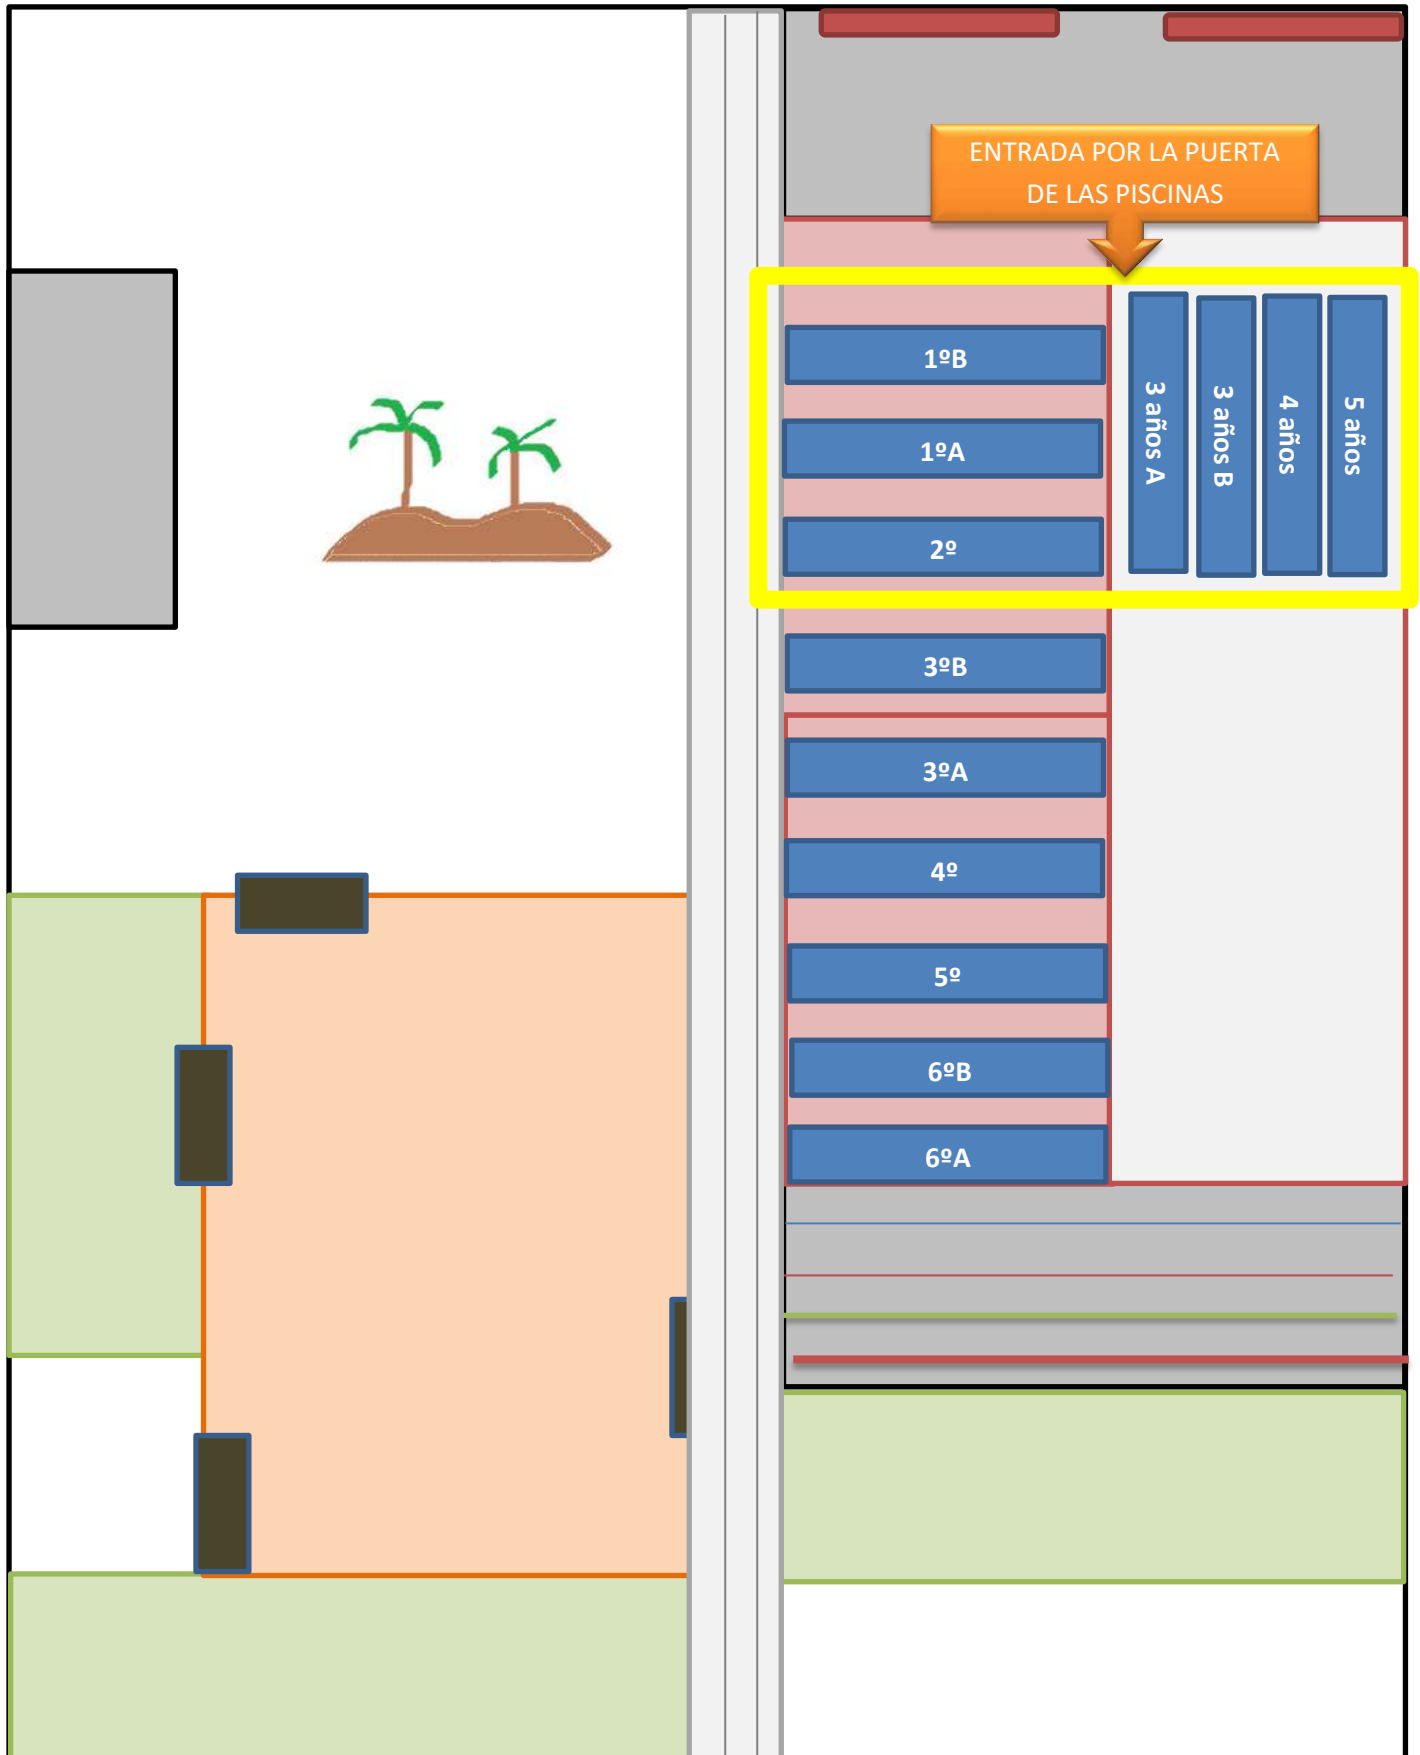 ENTRADA POR LA PUERTA
DE LAS PISCINAS
1ºB
1ºA
2º
3 años A
3 años B
4 años
5 años
3ºB
3ºA
4º
5º
6ºB
6ºA